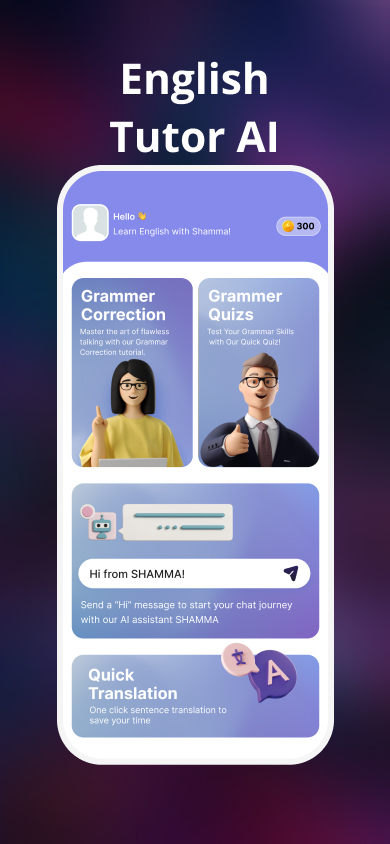 English
Tutor AI
Hello 👋
Learn English with Shamma!
300
Grammer
Correction
Master the art of flawless
talking with our Grammar
Correction tutorial.
Grammer
Quizs
Test Your Grammar Skills
with Our Quick Quiz!
Hi from SHAMMA!
Send a "Hi" message to start your chat journey
with our AI assistant SHAMMA
文
A
Quick
Translation
One click sentence translation to
save your time